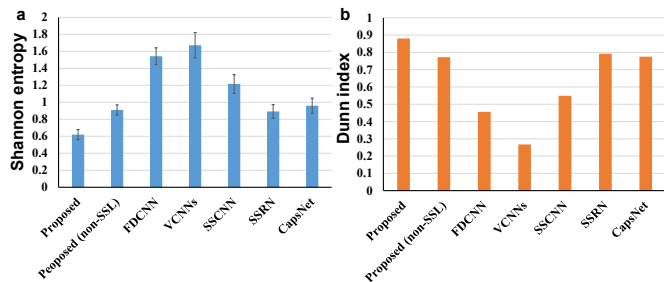 a
Shannon entropy
2
1.8
1.6
1.4
1.2
1
0.8
0.6
0.4
0.2
0
Proposed
Peoposed (non-SSL)
FDCNN
VCNNs
SSCNN
SSRN
CapsNet
b
Dunn index
1
0.9
0.8
0.7
0.6
0.5
0.4
0.3
0.2
0.1
0
Proposed
Proposed (non-SSL)
FDCNN
VCNNs
SSCNN
SSRN
CapsNet